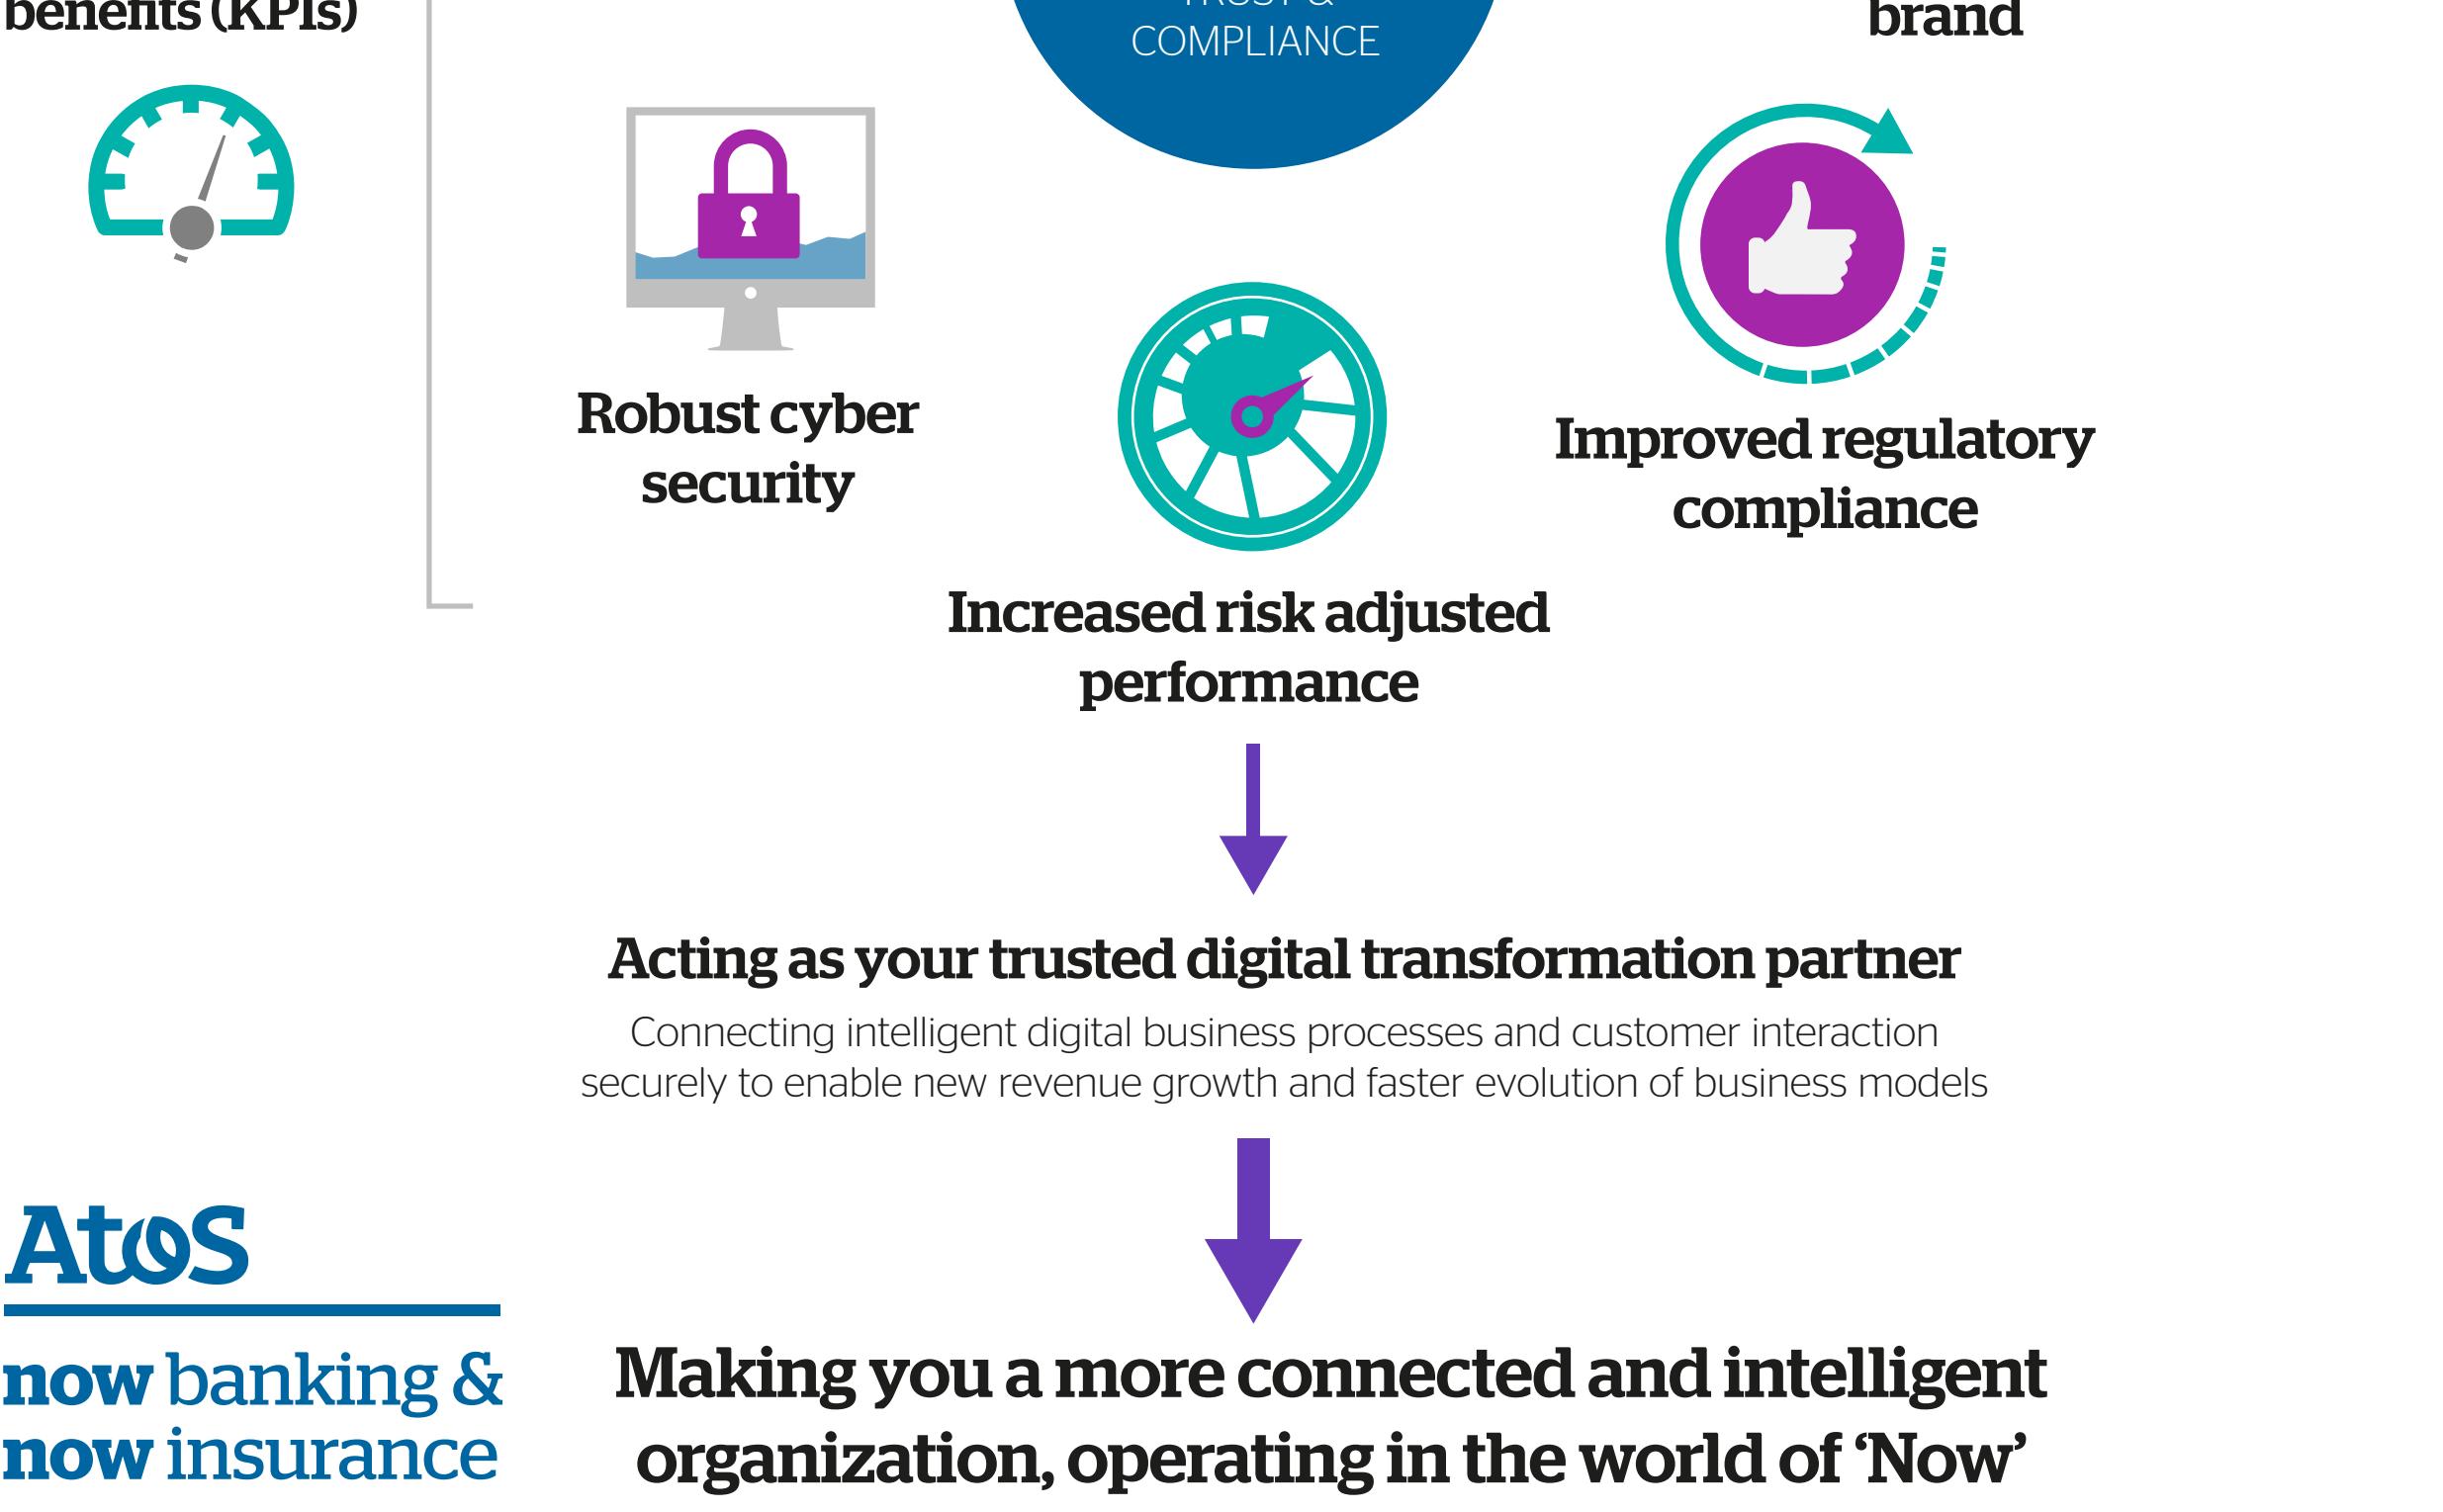 benefits (KPIs)
TRUST &
COMPLIANCE
brand
Robust cyber
security
Improved regulatory
compliance
Increased risk adjusted
performance
Acting as your trusted digital transformation partner
Connecting intelligent digital business processes and customer interaction
securely to enable new revenue growth and faster evolution of business models
Atos
now banking &
now insurance
Making you a more connected and intelligent
organization, operating in the world of ‘Now’